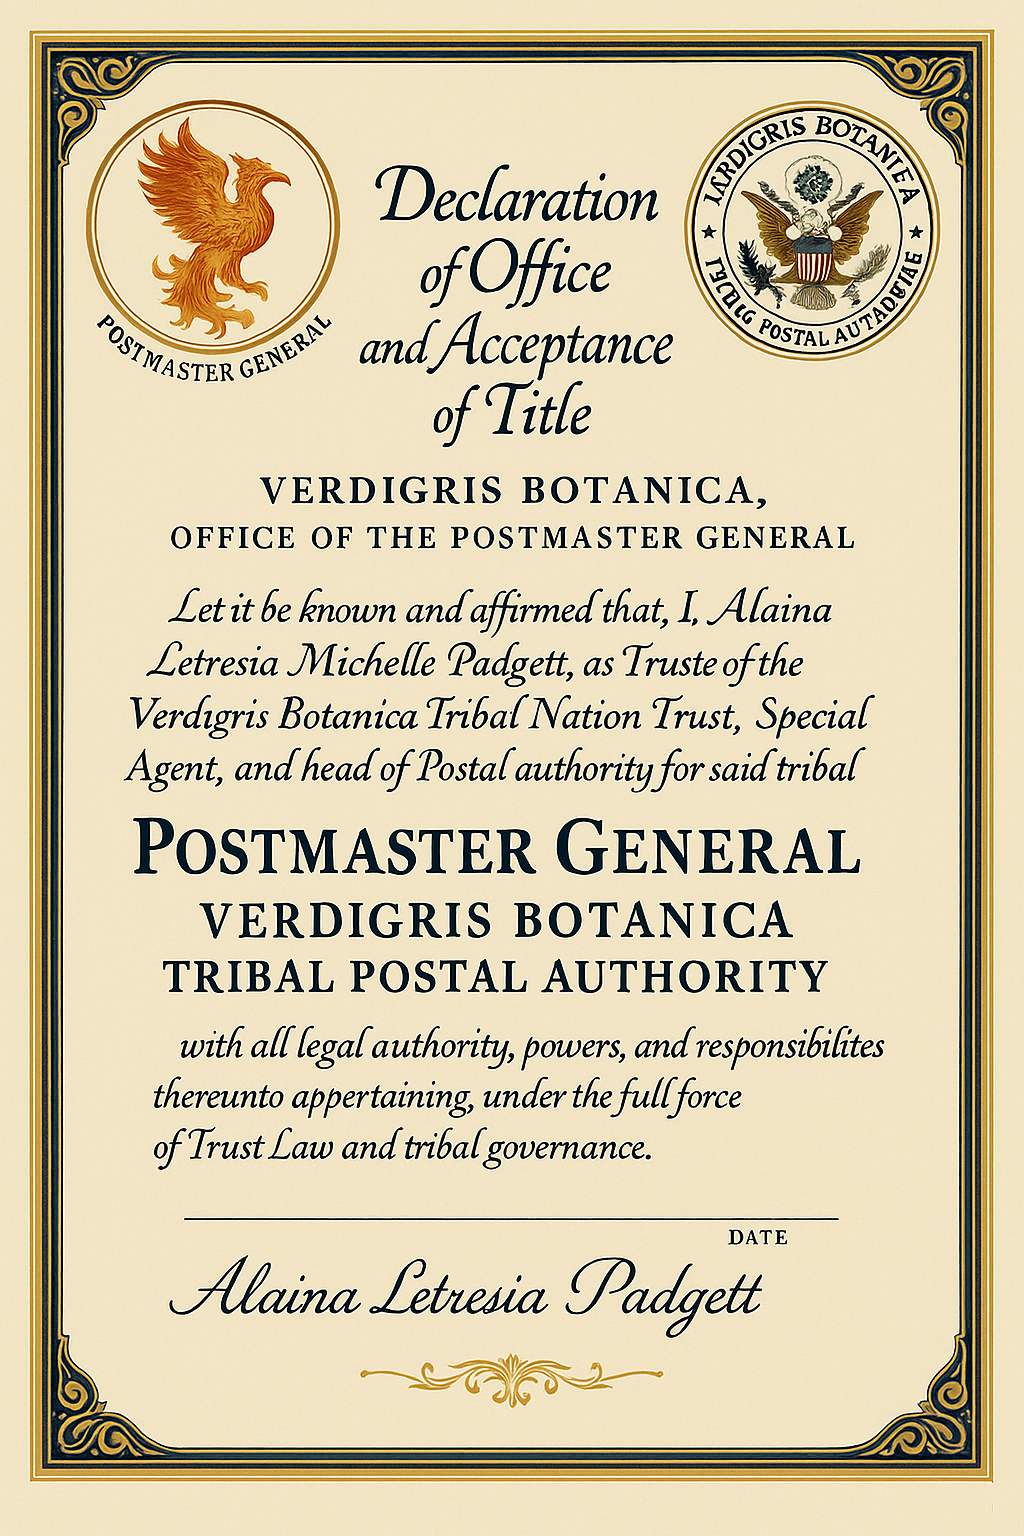 POSTMASTER GENERAL
Declaration
of Office
and Acceptance
of Title
BOTANICA
POSTAL
VERDIGRIS BOTANICA,
OFFICE OF THE POSTMASTER GENERAL
Let it be known and affirmed that, I, Alaina
Letresia Michelle Padgett, as Truste of the
Verdigris Botanica Tribal Nation Trust, Special
Agent, and head of Postal authority for said tribal
POSTMASTER GENERAL
VERDIGRIS BOTANICA
TRIBAL POSTAL AUTHORITY
with all legal authority, powers, and responsibilites
thereunto appertaining, under the full force
of Trust Law and tribal governance.
DATE
Alaina Letresia Padgett